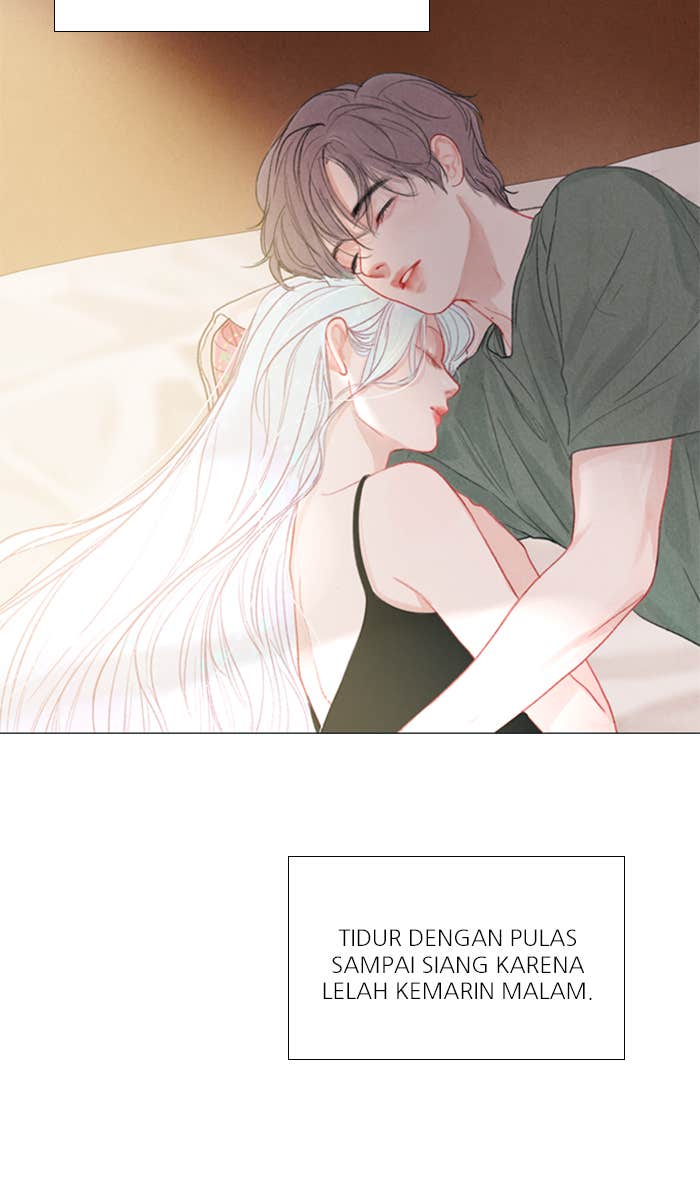 TIDUR DENGAN PULAS
SAMPAI SIANG KARENA
LELAH KEMARIN MALAM.